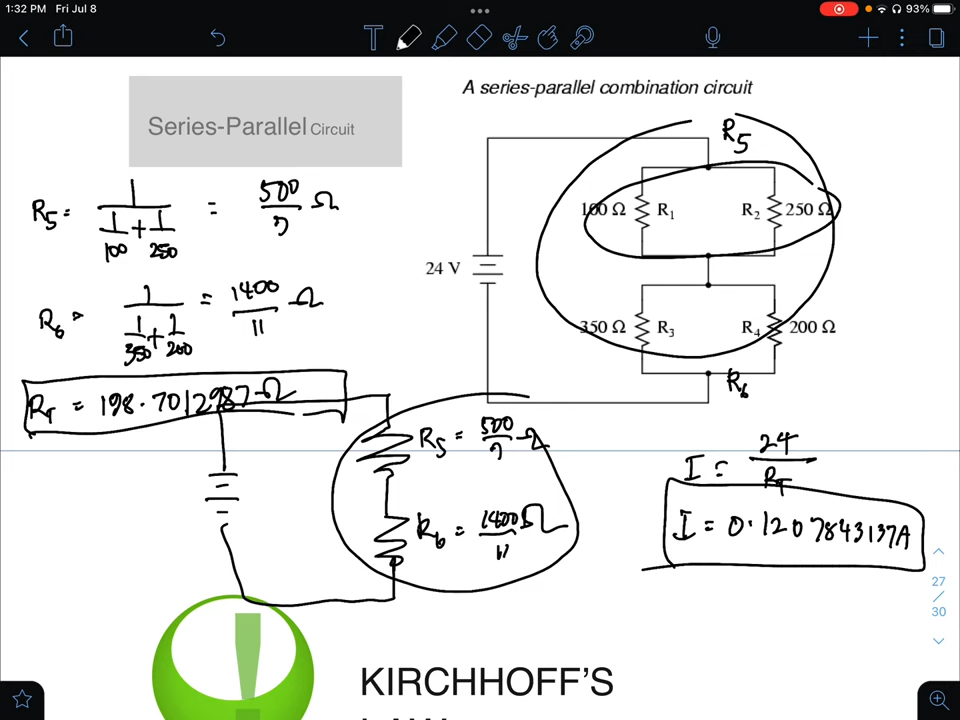 1:32 PM Fri Jul 8
93%
Series-Parallel Circuit
A series-parallel combination circuit
R5
R5 = 1 / (1/100 + 1/250) = 500/7 Ω
100 Ω R1 R2 250 Ω
24 V
R6 = 1 / (1/350 + 1/200) = 1400/11 Ω
350 Ω R3 R4 200 Ω
R6
RT = 198.7012987 Ω
R5 = 500/7 Ω
I = 24/RT
R6 = 1400/11 Ω
I = 0.1207843137A
27
/
30
KIRCHHOFF'S
LAW